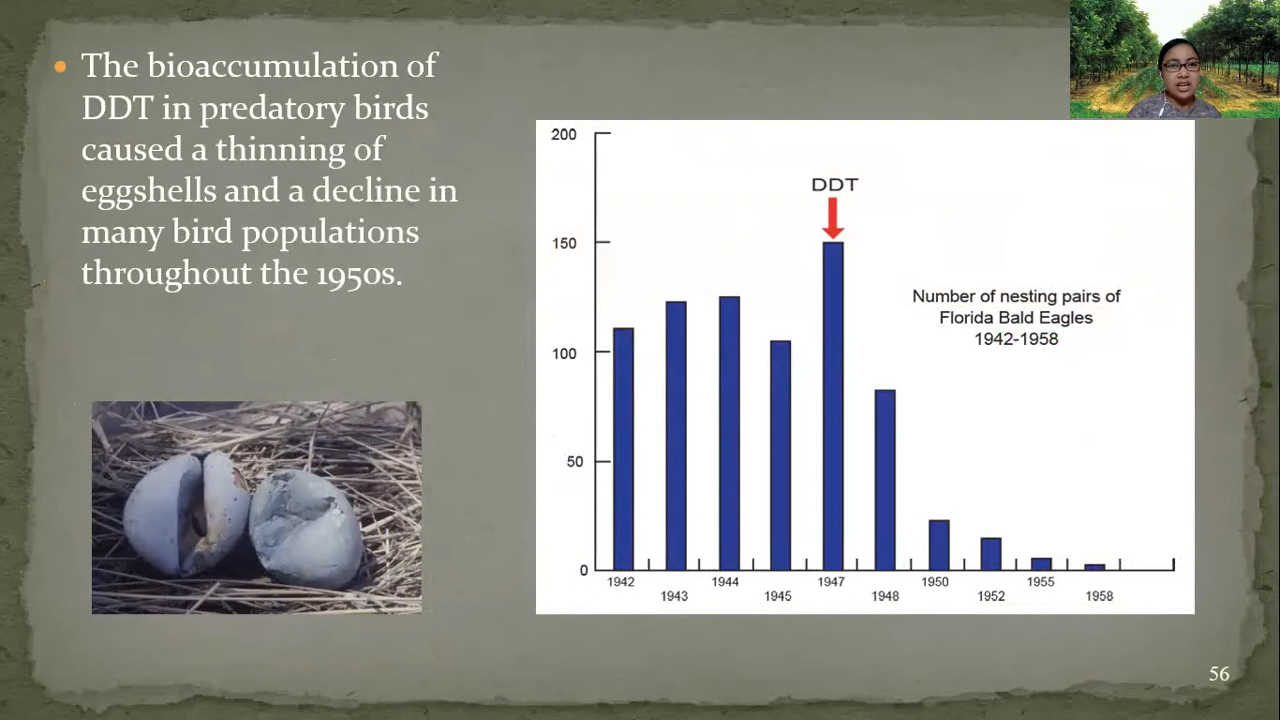 The bioaccumulation of
DDT in predatory birds
caused a thinning of
eggshells and a decline in
many bird populations
throughout the 1950s.
200
150
100
50
0
DDT
Number of nesting pairs of
Florida Bald Eagles
1942-1958
1942 1944 1947 1950 1955
1943 1945 1948 1952 1958
56